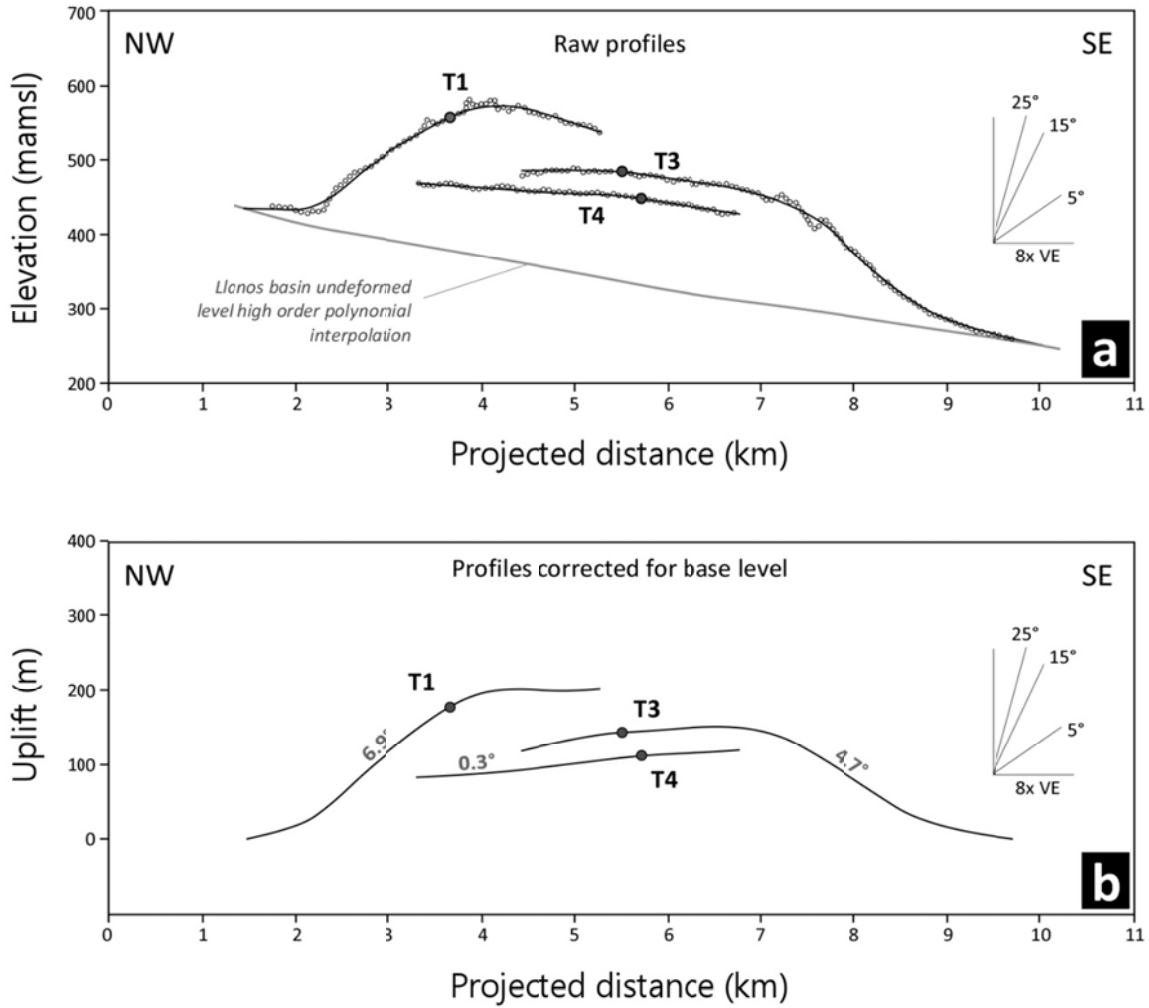 700
NW
Raw profiles
SE
T1
600
25°
15°
500
T3
5°
T4
400
8x VE
Llonos basin undeformed
level high order polynomial
interpolation
300
a
200
0 1 2 3 4 5 6 7 8 9 10 11
Elevation (mamsl)
Projected distance (km)
400
NW
Profiles corrected for base level
SE
300
25°
15°
200
T1
T3
5°
6.9°
0.3°
4.7°
100
T4
8x VE
0
b
0 1 2 3 4 5 6 7 8 9 10 11
Uplift (m)
Projected distance (km)